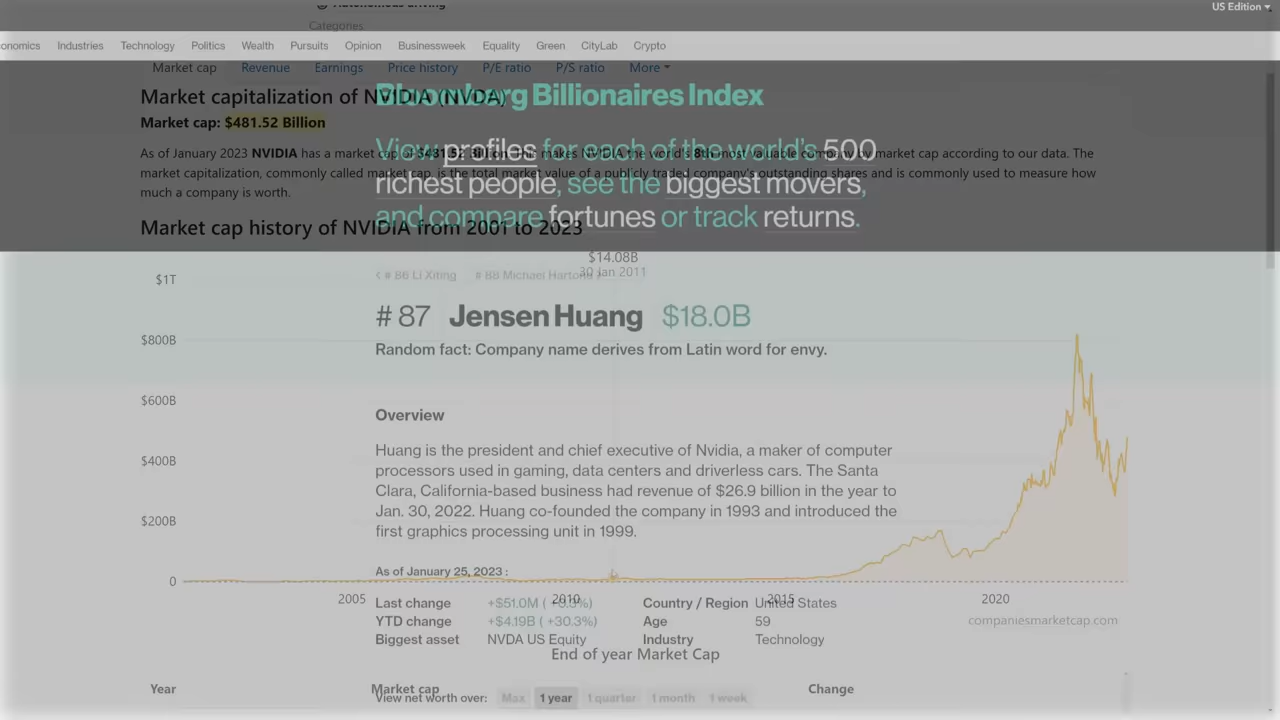 Autonomous driving
US Edition
Categories
onomics Industries Technology Politics Wealth Pursuits Opinion Businessweek Equality Green CityLab Crypto
Market cap Revenue Earnings Price history P/E ratio P/S ratio More
Market capitalization of NVIDIA (NVDA)
Bloomberg Billionaires Index
Market cap: $481.52 Billion
View profiles for each of the world's 500
richest people, see the biggest movers,
and compare fortunes or track returns.
As of January 2023 NVIDIA has a market cap of $481.52 Billion. This makes NVIDIA the world's 8th most valuable company by market cap according to our data. The
market capitalization, commonly called market cap, is the total market value of a publicly traded company's outstanding shares and is commonly used to measure how
much a company is worth.
Market cap history of NVIDIA from 2001 to 2023
$14.08B
30 Jan 2011
# 86 Li Xiting # 88 Michael Hartono
$1T
# 87 Jensen Huang $18.0B
$800B
Random fact: Company name derives from Latin word for envy.
$600B
Overview
Huang is the president and chief executive of Nvidia, a maker of computer
processors used in gaming, data centers and driverless cars. The Santa
Clara, California-based business had revenue of $26.9 billion in the year to
Jan. 30, 2022. Huang co-founded the company in 1993 and introduced the
first graphics processing unit in 1999.
$400B
$200B
As of January 25, 2023 :
0
2005 2010 2015 2020
Last change +$51.0M ( Country / Region United States
YTD change +$4.19B ( +30.3%) Age 59
companiesmarketcap.com
Biggest asset NVDA US Equity Industry Technology
End of year Market Cap
Year Market cap Change
View net worth over: Max 1 year 1 quarter 1 month 1 week